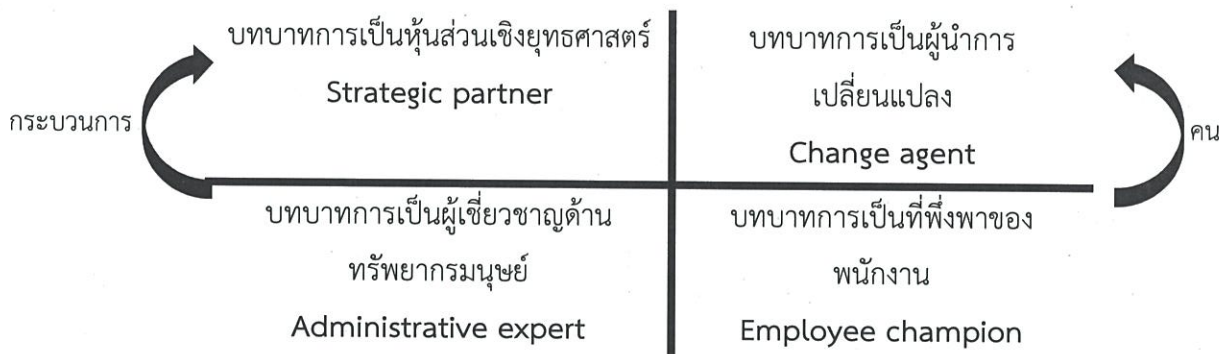 บทบาทการเป็นหุ้นส่วนเชิงยุทธศาสตร์
Strategic partner
บทบาทการเป็นผู้นำการ
เปลี่ยนแปลง
Change agent
กระบวนการ
คน
บทบาทการเป็นผู้เชี่ยวชาญด้าน
ทรัพยากรมนุษย์
Administrative expert
บทบาทการเป็นที่พึ่งพาของ
พนักงาน
Employee champion